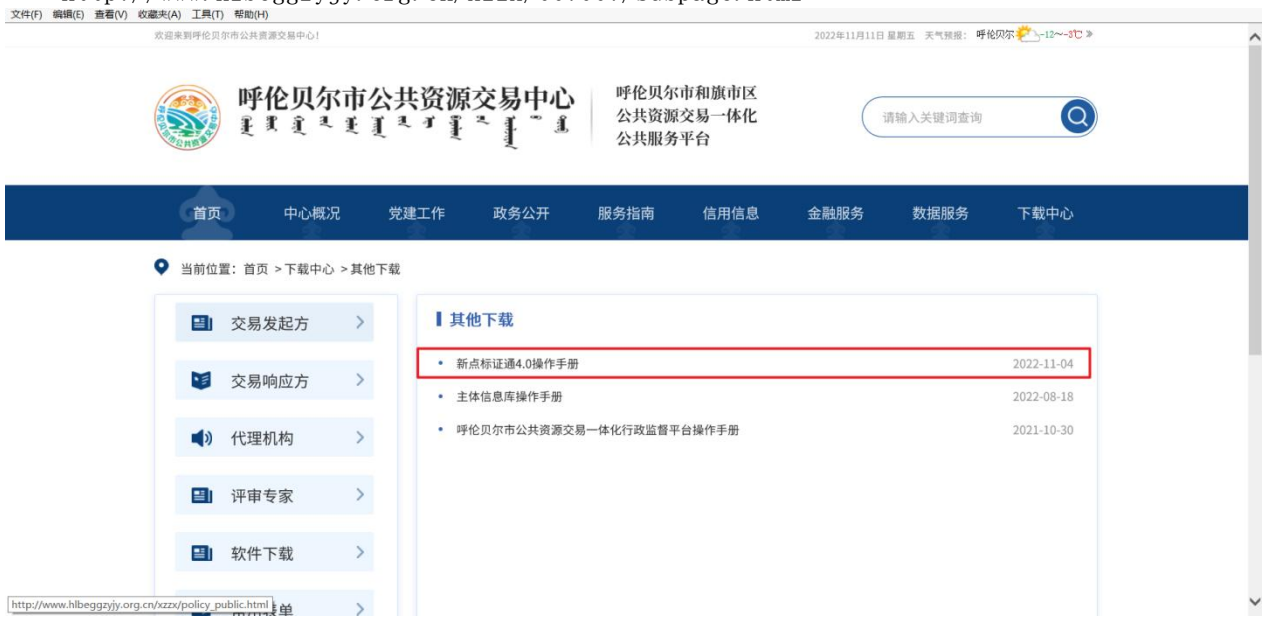 文件(F) 编辑(E) 查看(V) 收藏夹(A) 工具(T) 帮助(H)
欢迎来到呼伦贝尔市公共资源交易中心!
2022年11月11日 星期五 天气预报: 呼伦贝尔 -12~-3℃
呼伦贝尔市公共资源交易中心
呼伦贝尔市和旗市区
公共资源交易一体化
公共服务平台
请输入关键词查询
首页 中心概况 党建工作 政务公开 服务指南 信用信息 金融服务 数据服务 下载中心
当前位置: 首页 > 下载中心 > 其他下载
交易发起方
交易响应方
代理机构
评审专家
软件下载
其他下载
新点标证通4.0操作手册 2022-11-04
主体信息库操作手册 2022-08-18
呼伦贝尔市公共资源交易一体化行政监督平台操作手册 2021-10-30
http://www.hlbeggzyjy.org.cn/xzzx/policy_public.html